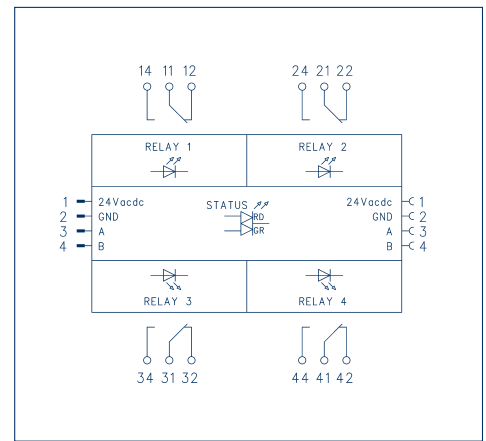 14 11 12 24 21 22
RELAY 1 RELAY 2
1 24Vacdc STATUS 24Vacdc 1
2 GND RD GND 2
3 A GR A 3
4 B B 4
RELAY 3 RELAY 4
34 31 32 44 41 42